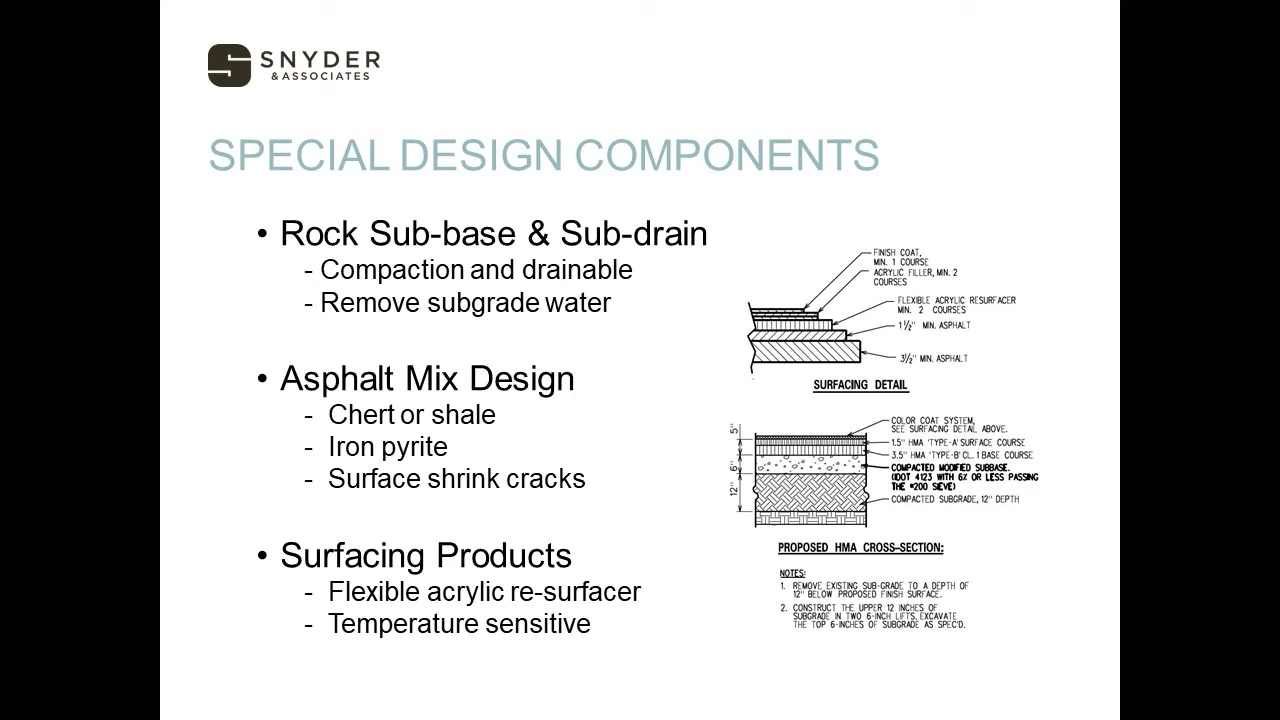 SNYDER
& ASSOCIATES
SPECIAL DESIGN COMPONENTS
• Rock Sub-base & Sub-drain
- Compaction and drainable
- Remove subgrade water
• Asphalt Mix Design
- Chert or shale
- Iron pyrite
- Surface shrink cracks
• Surfacing Products
- Flexible acrylic re-surfacer
- Temperature sensitive
FINISH COAT,
MIN. 1 COURSE
ACRYLIC FILLER, MIN. 2
COURSES
FLEXIBLE ACRYLIC RESURFACER
MIN. 2 COURSES
1½" MIN. ASPHALT
3½" MIN. ASPHALT
SURFACING DETAIL
5"
6"
12"
COLOR COAT SYSTEM,
SEE SURFACING DETAIL ABOVE.
1.5" HMA 'TYPE-A' SURFACE COURSE
3.5" HMA 'TYPE-B' CL. 1 BASE COURSE
COMPACTED MODIFIED SUBBASE.
(IDOT 4123 WITH 6% OR LESS PASSING
THE #200 SIEVE)
COMPACTED SUBGRADE, 12" DEPTH
PROPOSED HMA CROSS-SECTION:
NOTES:
1. REMOVE EXISTING SUB-GRADE TO A DEPTH OF
12" BELOW PROPOSED FINISH SURFACE.
2. CONSTRUCT THE UPPER 12 INCHES OF
SUBGRADE IN TWO 6-INCH LIFTS. EXCAVATE
THE TOP 6-INCHES OF SUBGRADE AS SPEC'D.